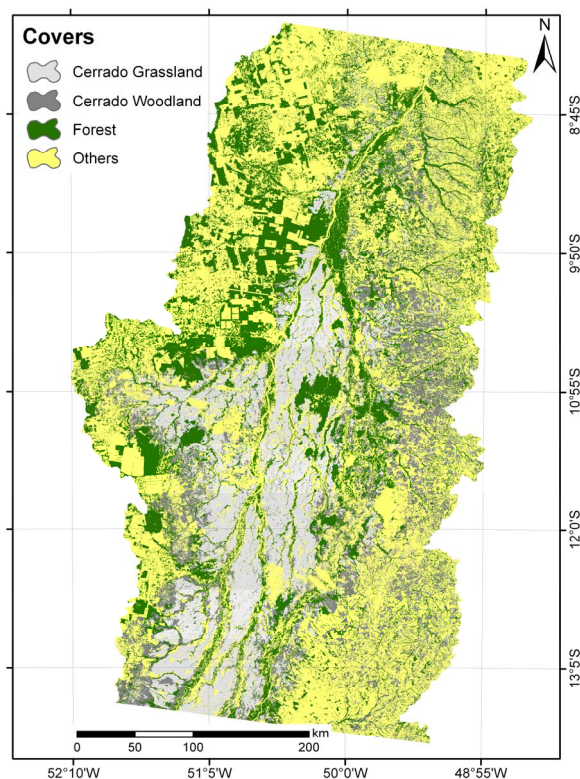 Covers
Cerrado Grassland
Cerrado Woodland
Forest
Others
N
8°45'S
9°50'S
10°55'S
12°0'S
13°5'S
km
0 50 100 200
52°10'W 51°5'W 50°0'W 48°55'W